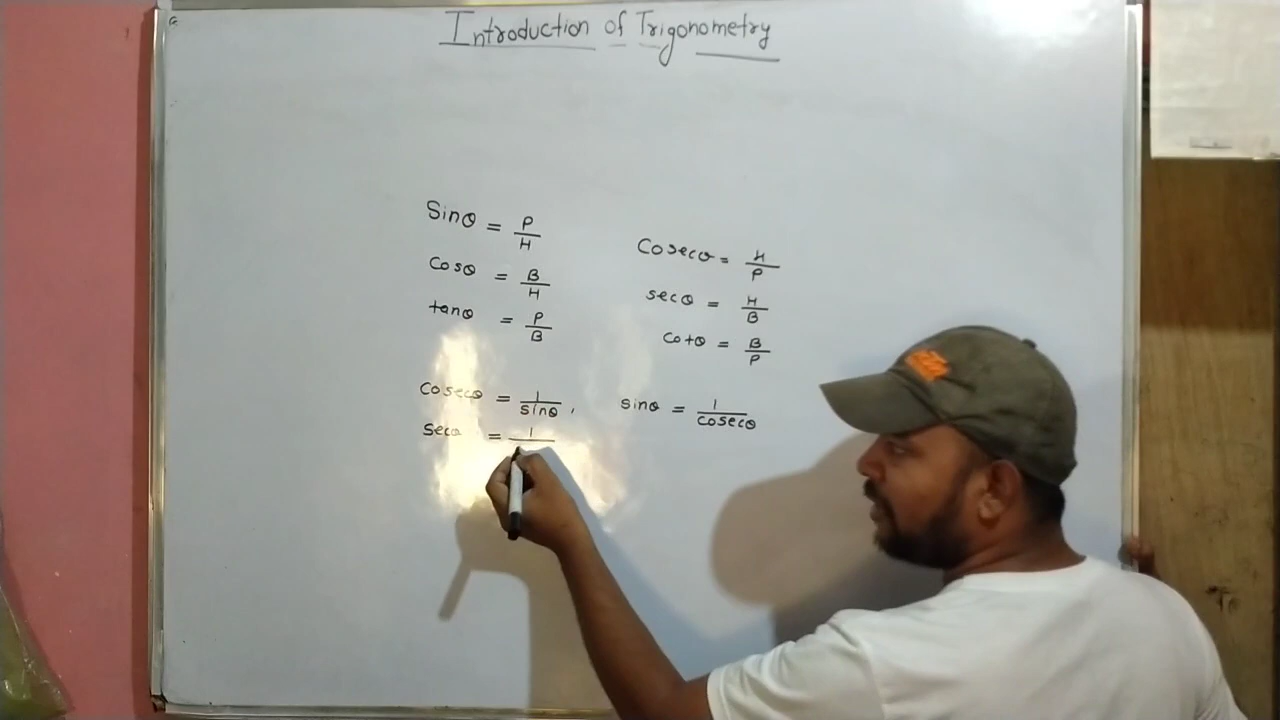 Introduction of Trigonometry
Sinθ = P/H
Cosθ = B/H
tanθ = P/B
Cosecθ = H/P
secθ = H/B
cotθ = B/P
Cosecθ = 1/sinθ , sinθ = 1/cosecθ
Secθ = 1/